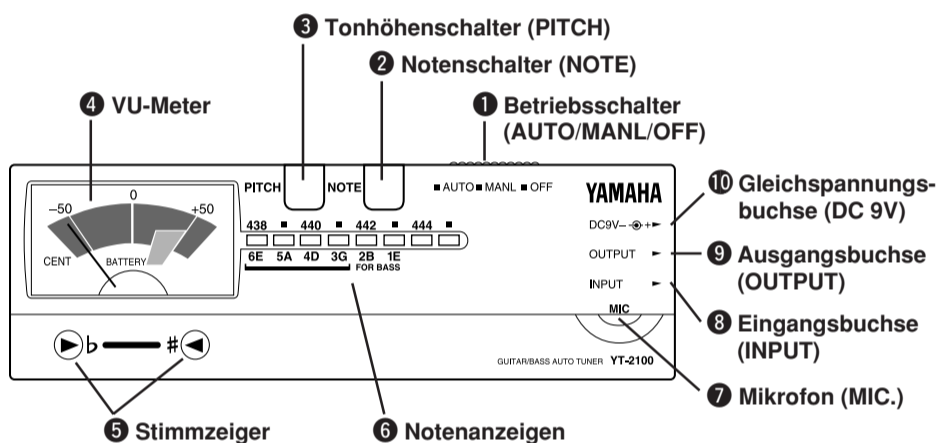 ❸ Tonhöhenschalter (PITCH)
❷ Notenschalter (NOTE)
❹ VU-Meter
❶ Betriebsschalter
(AUTO/MANL/OFF)
PITCH NOTE ■ AUTO ■ MANL ■ OFF YAMAHA
❿ Gleichspannungs-
buchse (DC 9V)
−50 0 +50
438 ■ 440 ■ 442 ■ 444 ■
DC9V− +
CENT BATTERY
6E 5A 4D 3G 2B 1E
FOR BASS
OUTPUT
❾ Ausgangsbuchse
(OUTPUT)
INPUT
MIC
❽ Eingangsbuchse
(INPUT)
♭ ♯
GUITAR/BASS AUTO TUNER YT-2100
❼ Mikrofon (MIC.)
❺ Stimmzeiger
❻ Notenanzeigen